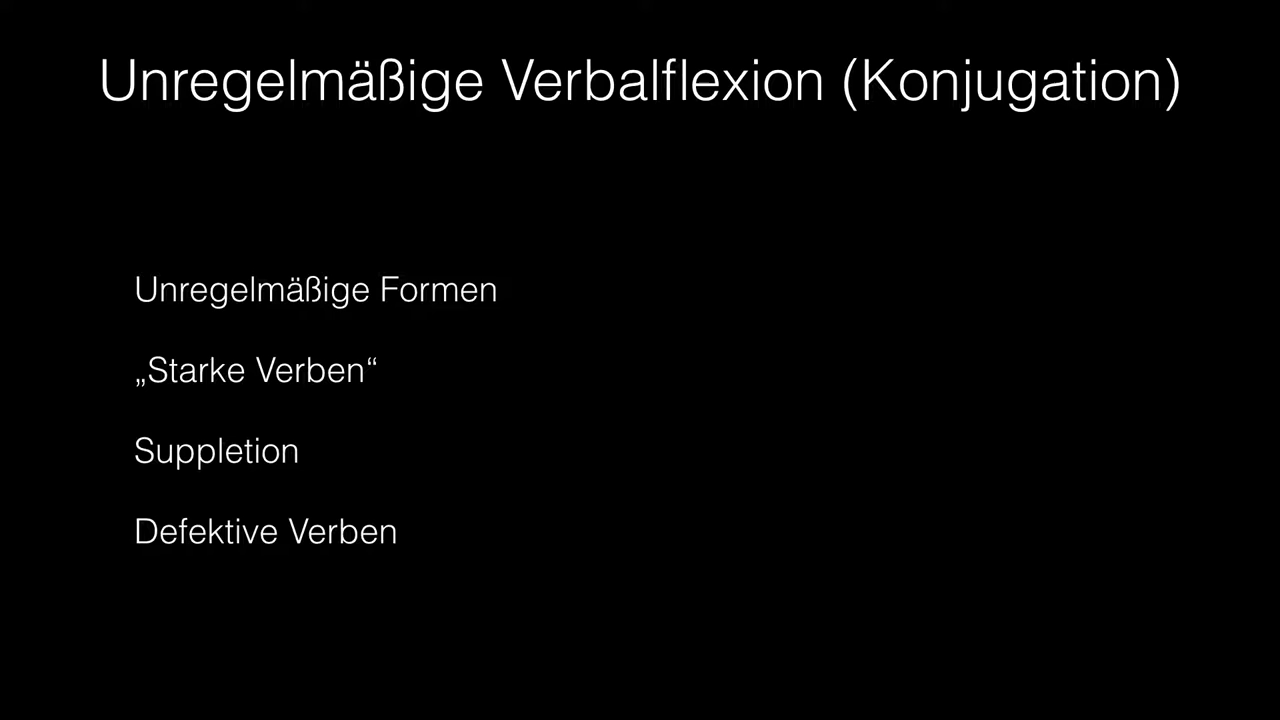 Unregelmäßige Verbalflexion (Konjugation)
Unregelmäßige Formen
„Starke Verben“
Suppletion
Defektive Verben